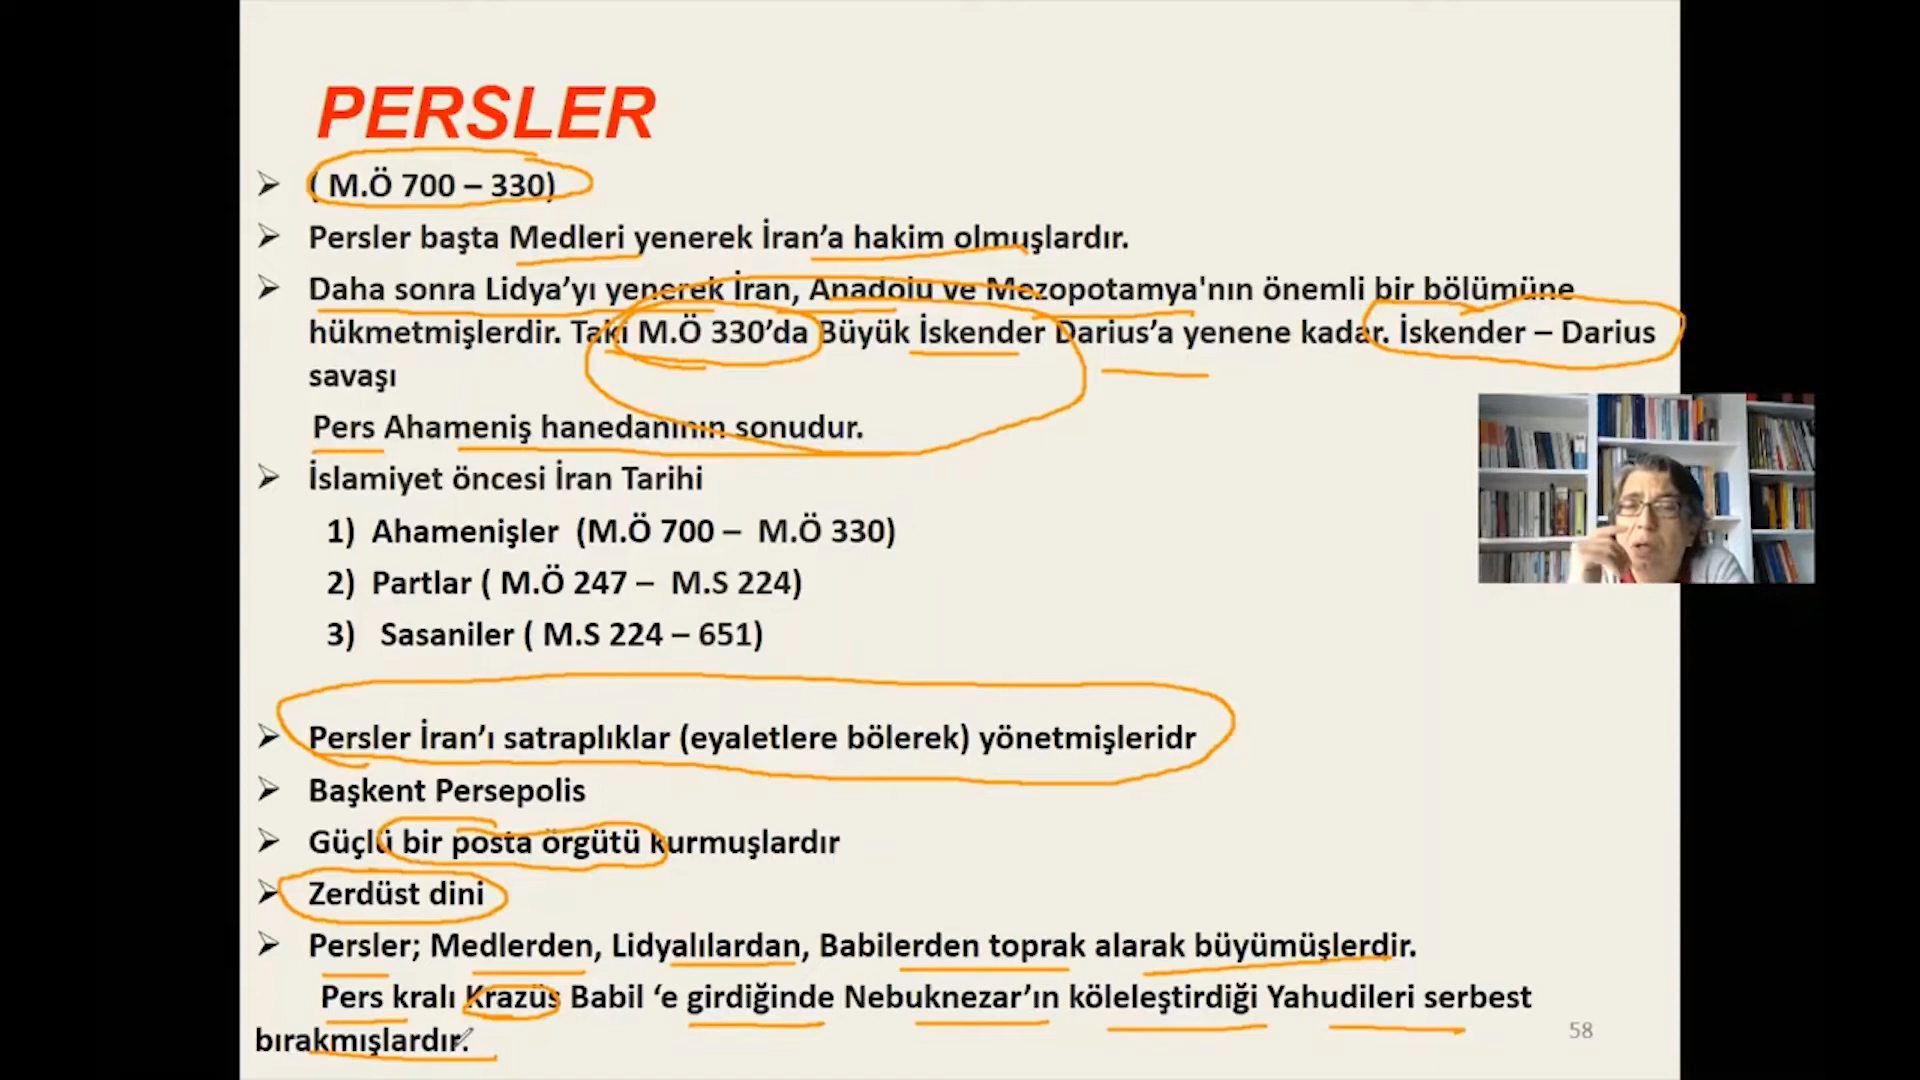 PERSLER
( M.Ö 700 – 330)
Persler başta Medleri yenerek İran’a hakim olmuşlardır.
Daha sonra Lidya’yı yenerek İran, Anadolu ve Mezopotamya'nın önemli bir bölümüne
hükmetmişlerdir. Taki M.Ö 330’da Büyük İskender Darius’a yenene kadar. İskender – Darius
savaşı
Pers Ahameniş hanedanının sonudur.
İslamiyet öncesi İran Tarihi
1) Ahamenişler (M.Ö 700 – M.Ö 330)
2) Partlar ( M.Ö 247 – M.S 224)
3) Sasaniler ( M.S 224 – 651)
Persler İran’ı satraplıklar (eyaletlere bölerek) yönetmişleridr
Başkent Persepolis
Güçlü bir posta örgütü kurmuşlardır
Zerdüst dini
Persler; Medlerden, Lidyalılardan, Babilerden toprak alarak büyümüşlerdir.
Pers kralı Krazüs Babil ‘e girdiğinde Nebuknezar’ın köleleştirdiği Yahudileri serbest
bırakmışlardır.
58